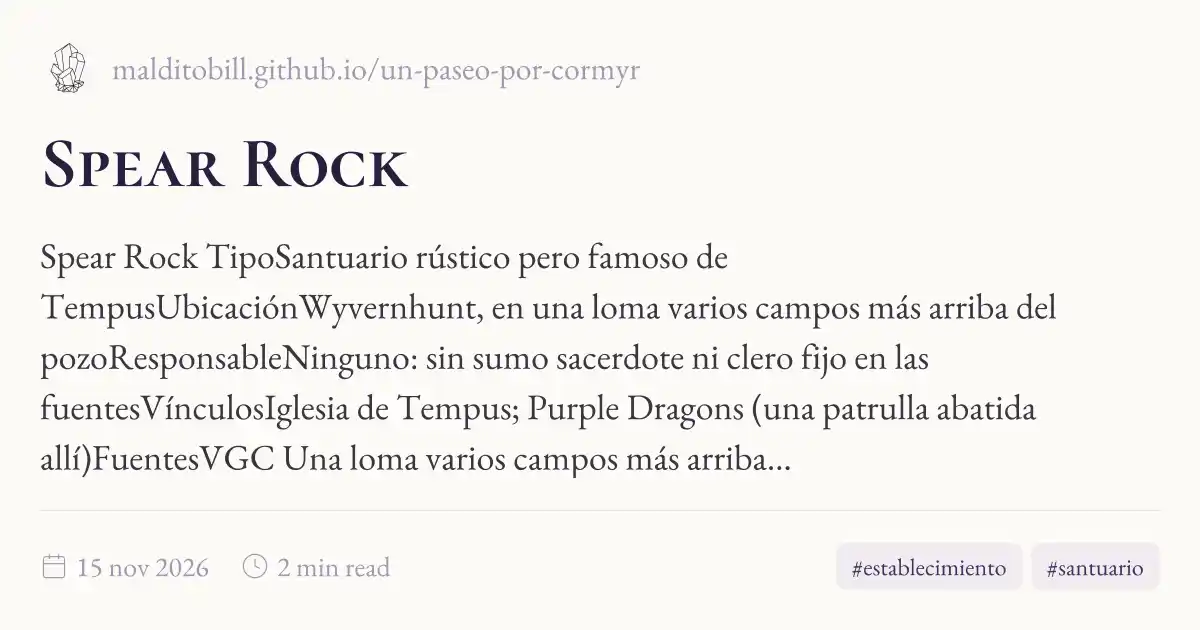 malditobill.github.io/un-paseo-por-cormyr
Spear Rock
Spear Rock TipoSantuario rústico pero famoso de
TempusUbicaciónWyvernhunt, en una loma varios campos más arriba del
pozoResponsableNinguno: sin sumo sacerdote ni clero fijo en las
fuentesVínculosIglesia de Tempus; Purple Dragons (una patrulla abatida
allí)FuentesVGC Una loma varios campos más arriba...
15 nov 2026 2 min read #establecimiento #santuario